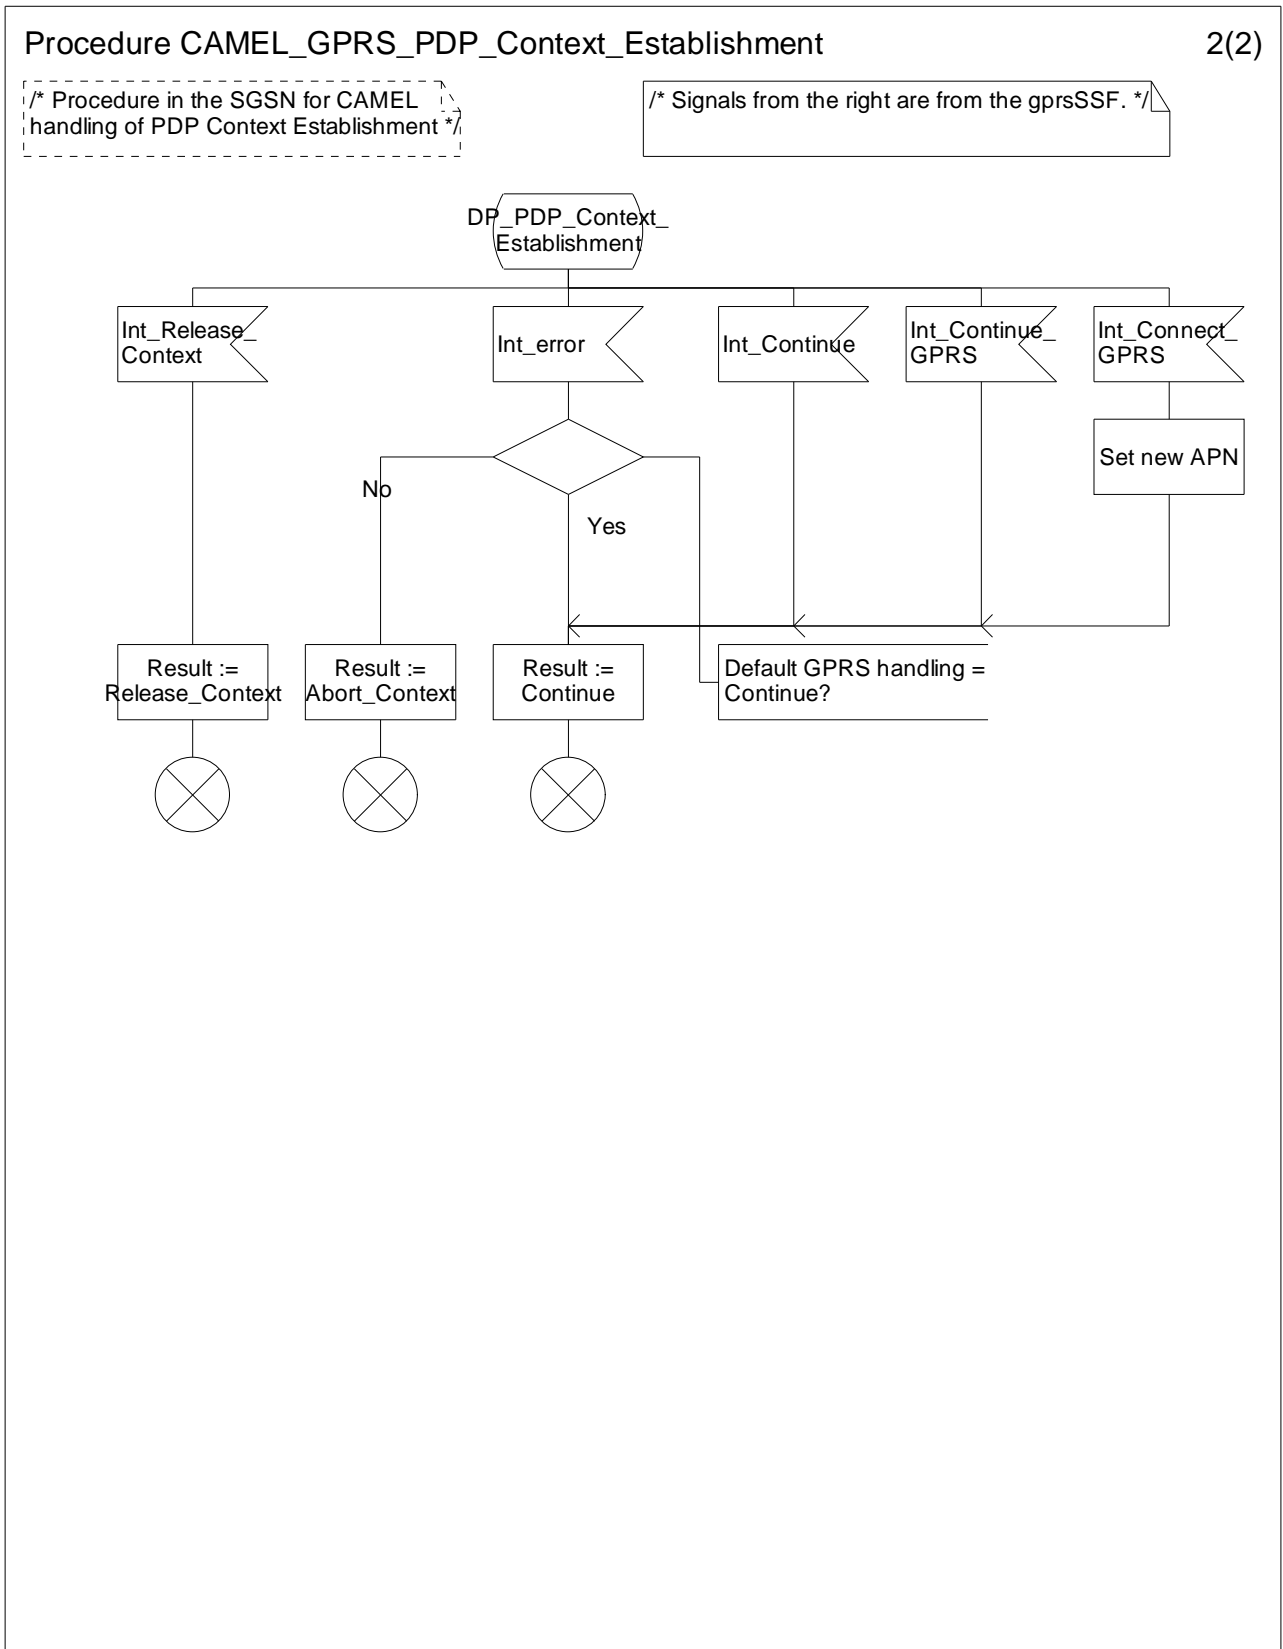 Procedure CAMEL_GPRS_PDP_Context_Establishment
2(2)
/* Procedure in the SGSN for CAMEL
handling of PDP Context Establishment */
/* Signals from the right are from the gprsSSF. */
DP_PDP_Context_
Establishment
Int_Release_
Context
Int_error
Int_Continue
Int_Continue_
GPRS
Int_Connect_
GPRS
Set new APN
No
Yes
Result :=
Release_Context
Result :=
Abort_Context
Result :=
Continue
Default GPRS handling =
Continue?